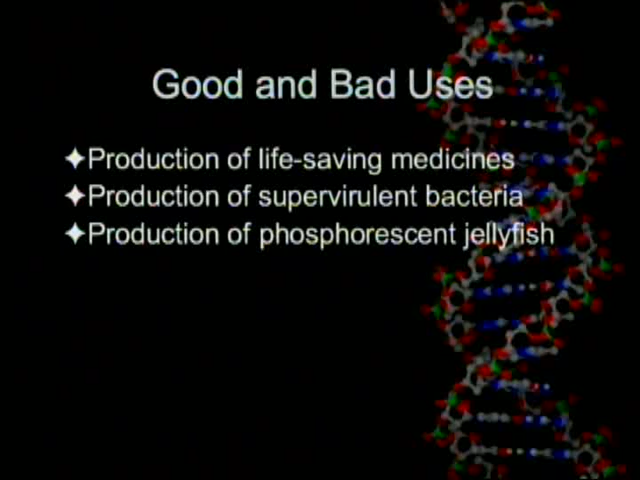 Good and Bad Uses
✦Production of life-saving medicines
✦Production of supervirulent bacteria
✦Production of phosphorescent jellyfish